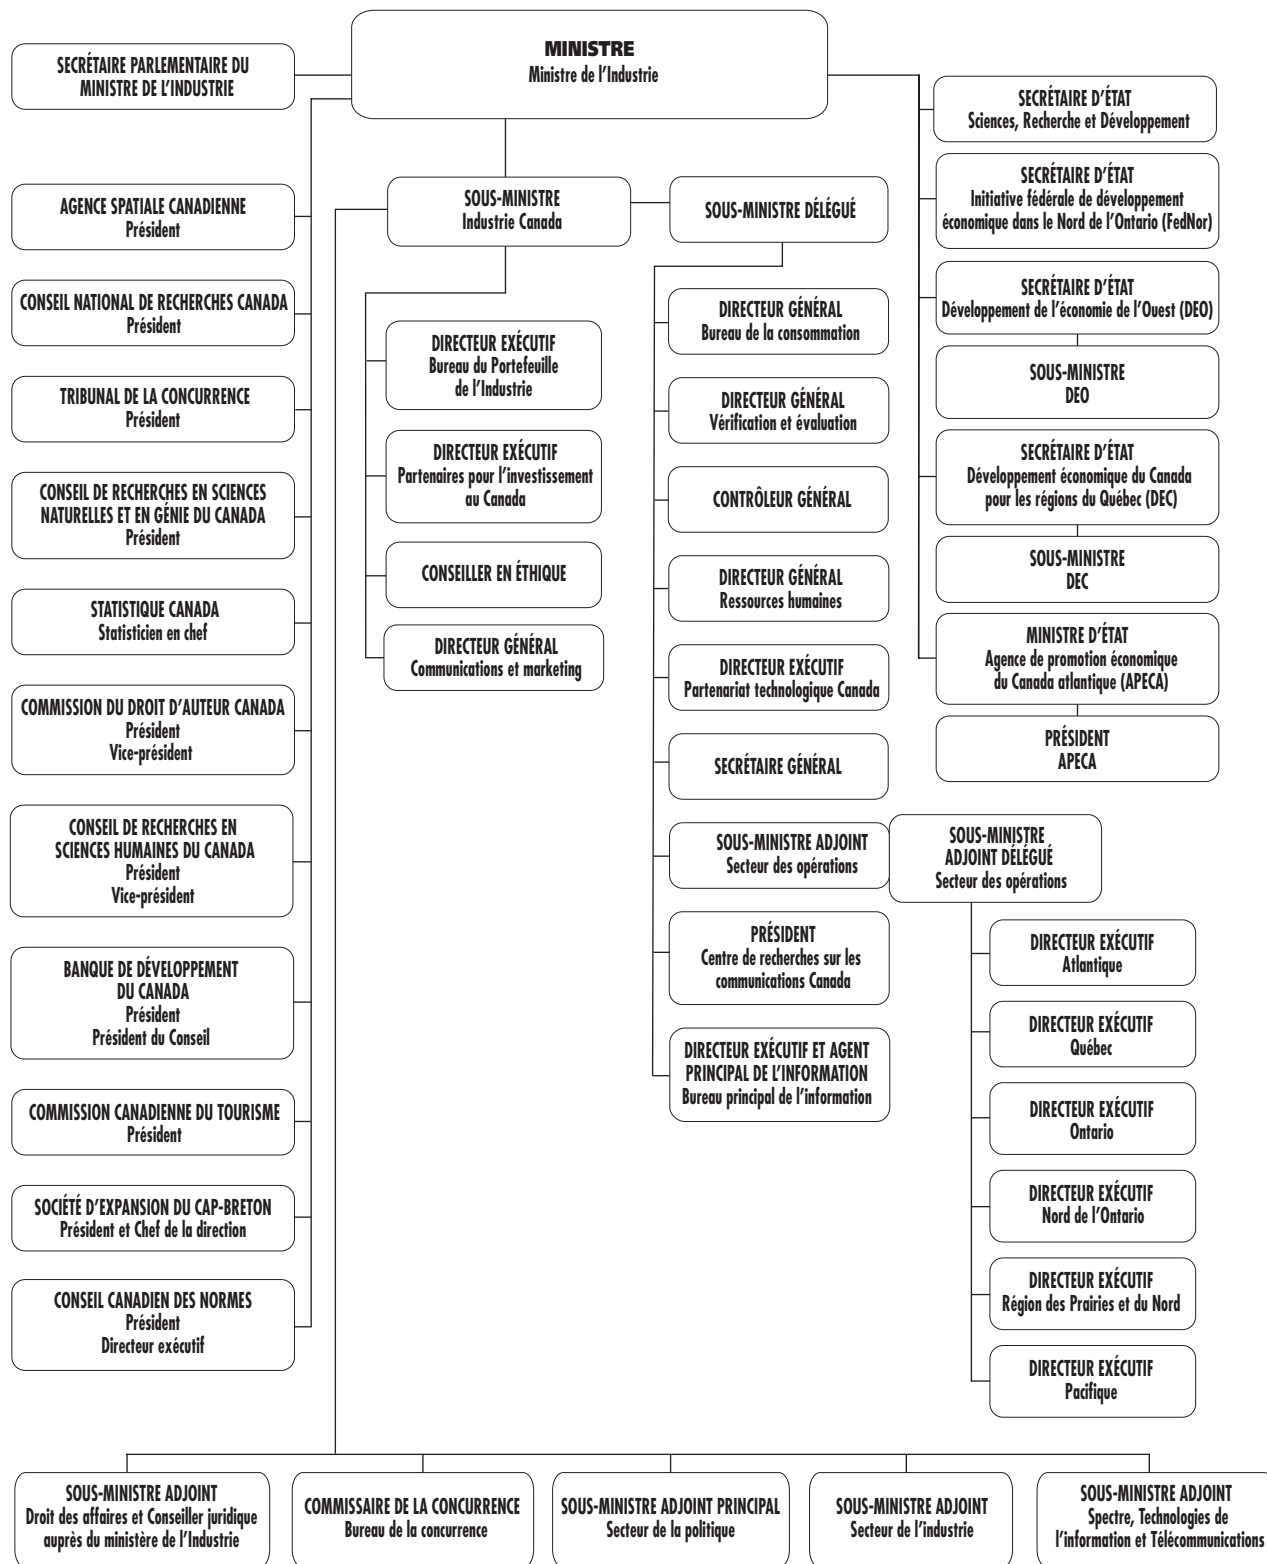 MINISTRE
Ministre de l'Industrie
SECRÉTAIRE PARLEMENTAIRE DU
MINISTRE DE L'INDUSTRIE
AGENCE SPATIALE CANADIENNE
Président
CONSEIL NATIONAL DE RECHERCHES CANADA
Président
TRIBUNAL DE LA CONCURRENCE
Président
CONSEIL DE RECHERCHES EN SCIENCES
NATURELLES ET EN GÉNIE DU CANADA
Président
STATISTIQUE CANADA
Statisticien en chef
COMMISSION DU DROIT D'AUTEUR CANADA
Président
Vice-président
CONSEIL DE RECHERCHES EN
SCIENCES HUMAINES DU CANADA
Président
Vice-président
BANQUE DE DÉVELOPPEMENT
DU CANADA
Président
Président du Conseil
COMMISSION CANADIENNE DU TOURISME
Président
SOCIÉTÉ D'EXPANSION DU CAP-BRETON
Président et Chef de la direction
CONSEIL CANADIEN DES NORMES
Président
Directeur exécutif
SOUS-MINISTRE
Industrie Canada
DIRECTEUR EXÉCUTIF
Bureau du Portefeuille
de l'Industrie
DIRECTEUR EXÉCUTIF
Partenaires pour l'investissement
au Canada
CONSEILLER EN ÉTHIQUE
DIRECTEUR GÉNÉRAL
Communications et marketing
SOUS-MINISTRE DÉLÉGUÉ
DIRECTEUR GÉNÉRAL
Bureau de la consommation
DIRECTEUR GÉNÉRAL
Vérification et évaluation
CONTRÔLEUR GÉNÉRAL
DIRECTEUR GÉNÉRAL
Ressources humaines
DIRECTEUR EXÉCUTIF
Partenariat technologique Canada
SECRÉTAIRE GÉNÉRAL
SOUS-MINISTRE ADJOINT
Secteur des opérations
PRÉSIDENT
Centre de recherches sur les
communications Canada
DIRECTEUR EXÉCUTIF ET AGENT
PRINCIPAL DE L'INFORMATION
Bureau principal de l'information
SECRÉTAIRE D'ÉTAT
Sciences, Recherche et Développement
SECRÉTAIRE D'ÉTAT
Initiative fédérale de développement
économique dans le Nord de l'Ontario (FedNor)
SECRÉTAIRE D'ÉTAT
Développement de l'économie de l'Ouest (DEO)
SOUS-MINISTRE
DEO
SECRÉTAIRE D'ÉTAT
Développement économique du Canada
pour les régions du Québec (DEC)
SOUS-MINISTRE
DEC
MINISTRE D'ÉTAT
Agence de promotion économique
du Canada atlantique (APECA)
PRÉSIDENT
APECA
SOUS-MINISTRE
ADJOINT DÉLÉGUÉ
Secteur des opérations
DIRECTEUR EXÉCUTIF
Atlantique
DIRECTEUR EXÉCUTIF
Québec
DIRECTEUR EXÉCUTIF
Ontario
DIRECTEUR EXÉCUTIF
Nord de l'Ontario
DIRECTEUR EXÉCUTIF
Région des Prairies et du Nord
DIRECTEUR EXÉCUTIF
Pacifique
SOUS-MINISTRE ADJOINT
Droit des affaires et Conseiller juridique
auprès du ministère de l'Industrie
COMMISSAIRE DE LA CONCURRENCE
Bureau de la concurrence
SOUS-MINISTRE ADJOINT PRINCIPAL
Secteur de la politique
SOUS-MINISTRE ADJOINT
Secteur de l'industrie
SOUS-MINISTRE ADJOINT
Spectre, Technologies de
l'information et Télécommunications